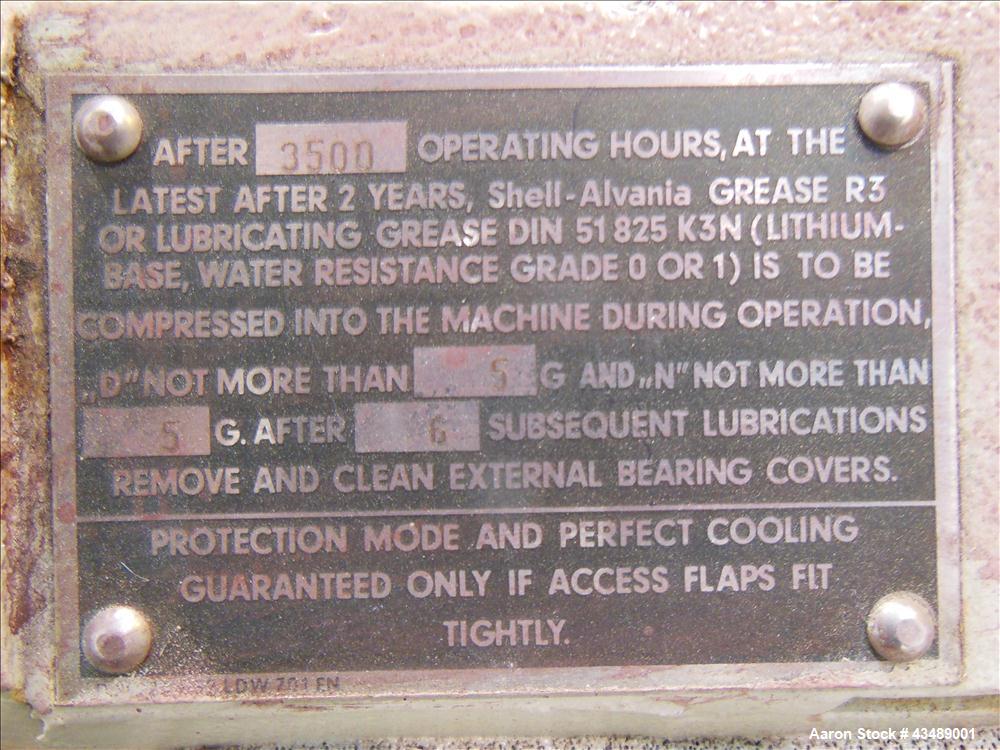 AFTER 3500 OPERATING HOURS, AT THE
LATEST AFTER 2 YEARS, Shell-Alvania GREASE R3
OR LUBRICATING GREASE DIN 51 825 K3N (LITHIUM-
BASE, WATER RESISTANCE GRADE 0 OR 1) IS TO BE
COMPRESSED INTO THE MACHINE DURING OPERATION,
„D" NOT MORE THAN 5 G AND „N" NOT MORE THAN
5 G. AFTER 6 SUBSEQUENT LUBRICATIONS
REMOVE AND CLEAN EXTERNAL BEARING COVERS.
PROTECTION MODE AND PERFECT COOLING
GUARANTEED ONLY IF ACCESS FLAPS FIT
TIGHTLY.
LDW 701 EN
Aaron Stock # 43489001